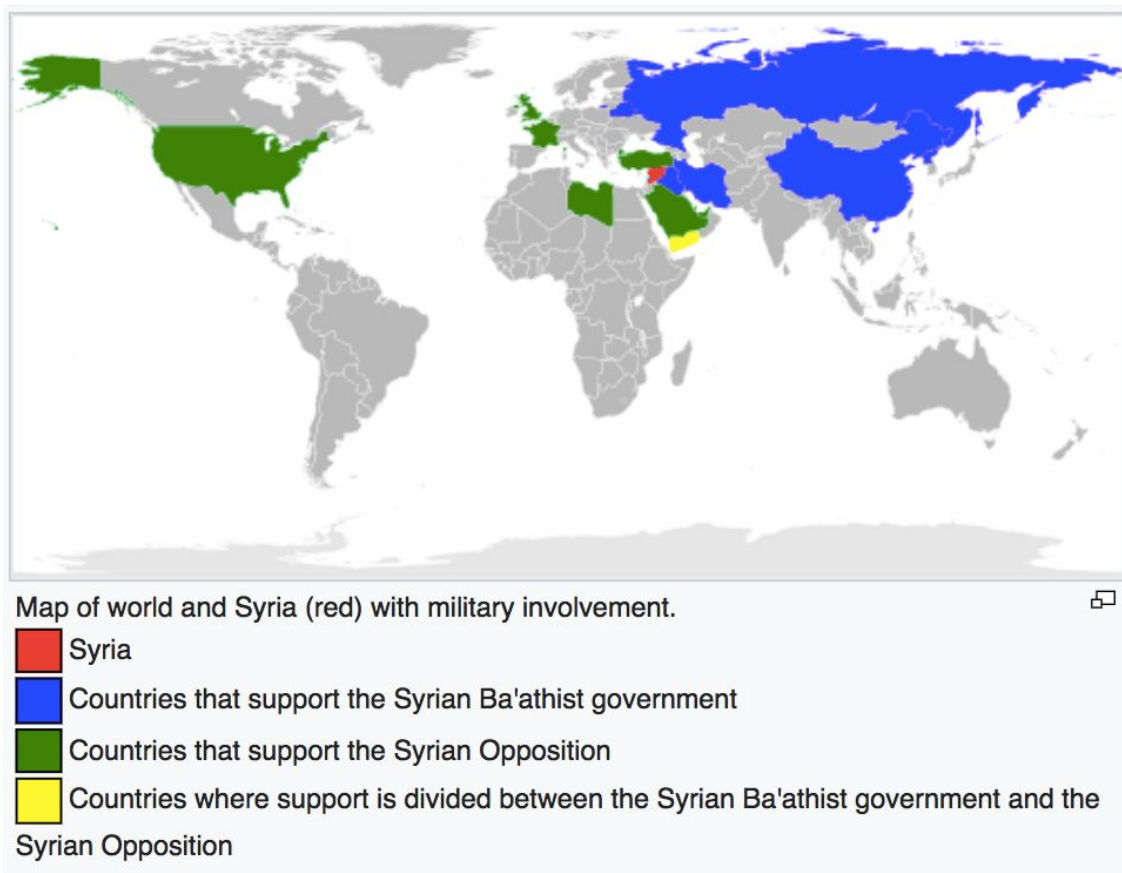 Map of world and Syria (red) with military involvement.
Syria
Countries that support the Syrian Ba'athist government
Countries that support the Syrian Opposition
Countries where support is divided between the Syrian Ba'athist government and the
Syrian Opposition